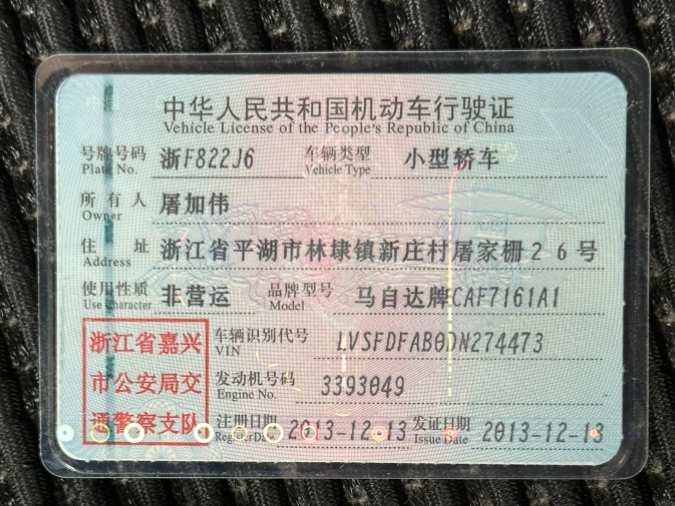 中华人民共和国机动车行驶证
Vehicle License of the People's Republic of China
号牌号码 浙F822J6 车辆类型 小型轿车
Plate No. Vehicle Type
所有人 屠加伟
Owner
住址 浙江省平湖市林埭镇新庄村屠家栅26号
Address
使用性质 非营运 品牌型号 马自达牌CAF7161A1
Use Character Model
浙江省嘉兴
市公安局交
通警察支队
车辆识别代号 LVSFDFAB0DN274473
VIN
发动机号码 3393049
Engine No.
注册日期 2013-12-13 发证日期 2013-12-13
Register Date Issue Date